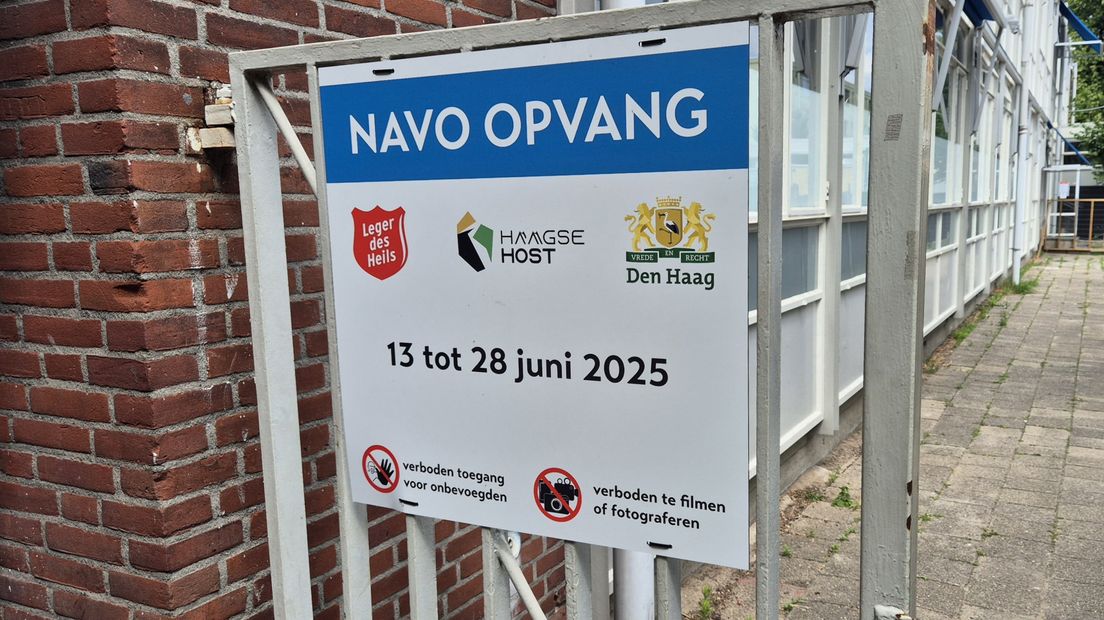 NAVO OPVANG
Leger
des
Heils
HAAGSE
HOST
VREDE EN RECHT
Den Haag
13 tot 28 juni 2025
verboden toegang
voor onbevoegden
verboden te filmen
of fotograferen